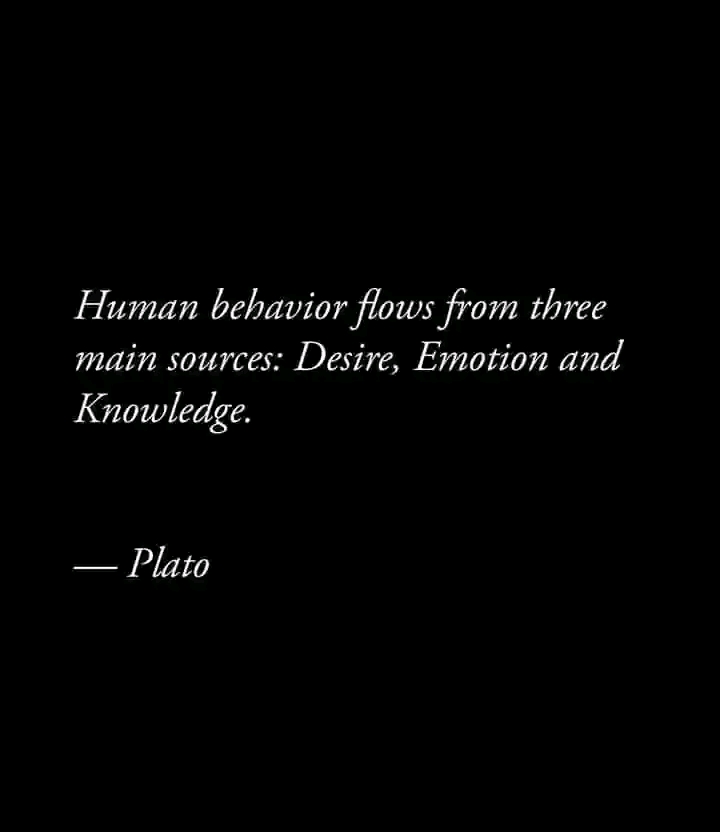 Human behavior flows from three
main sources: Desire, Emotion and
Knowledge.
— Plato